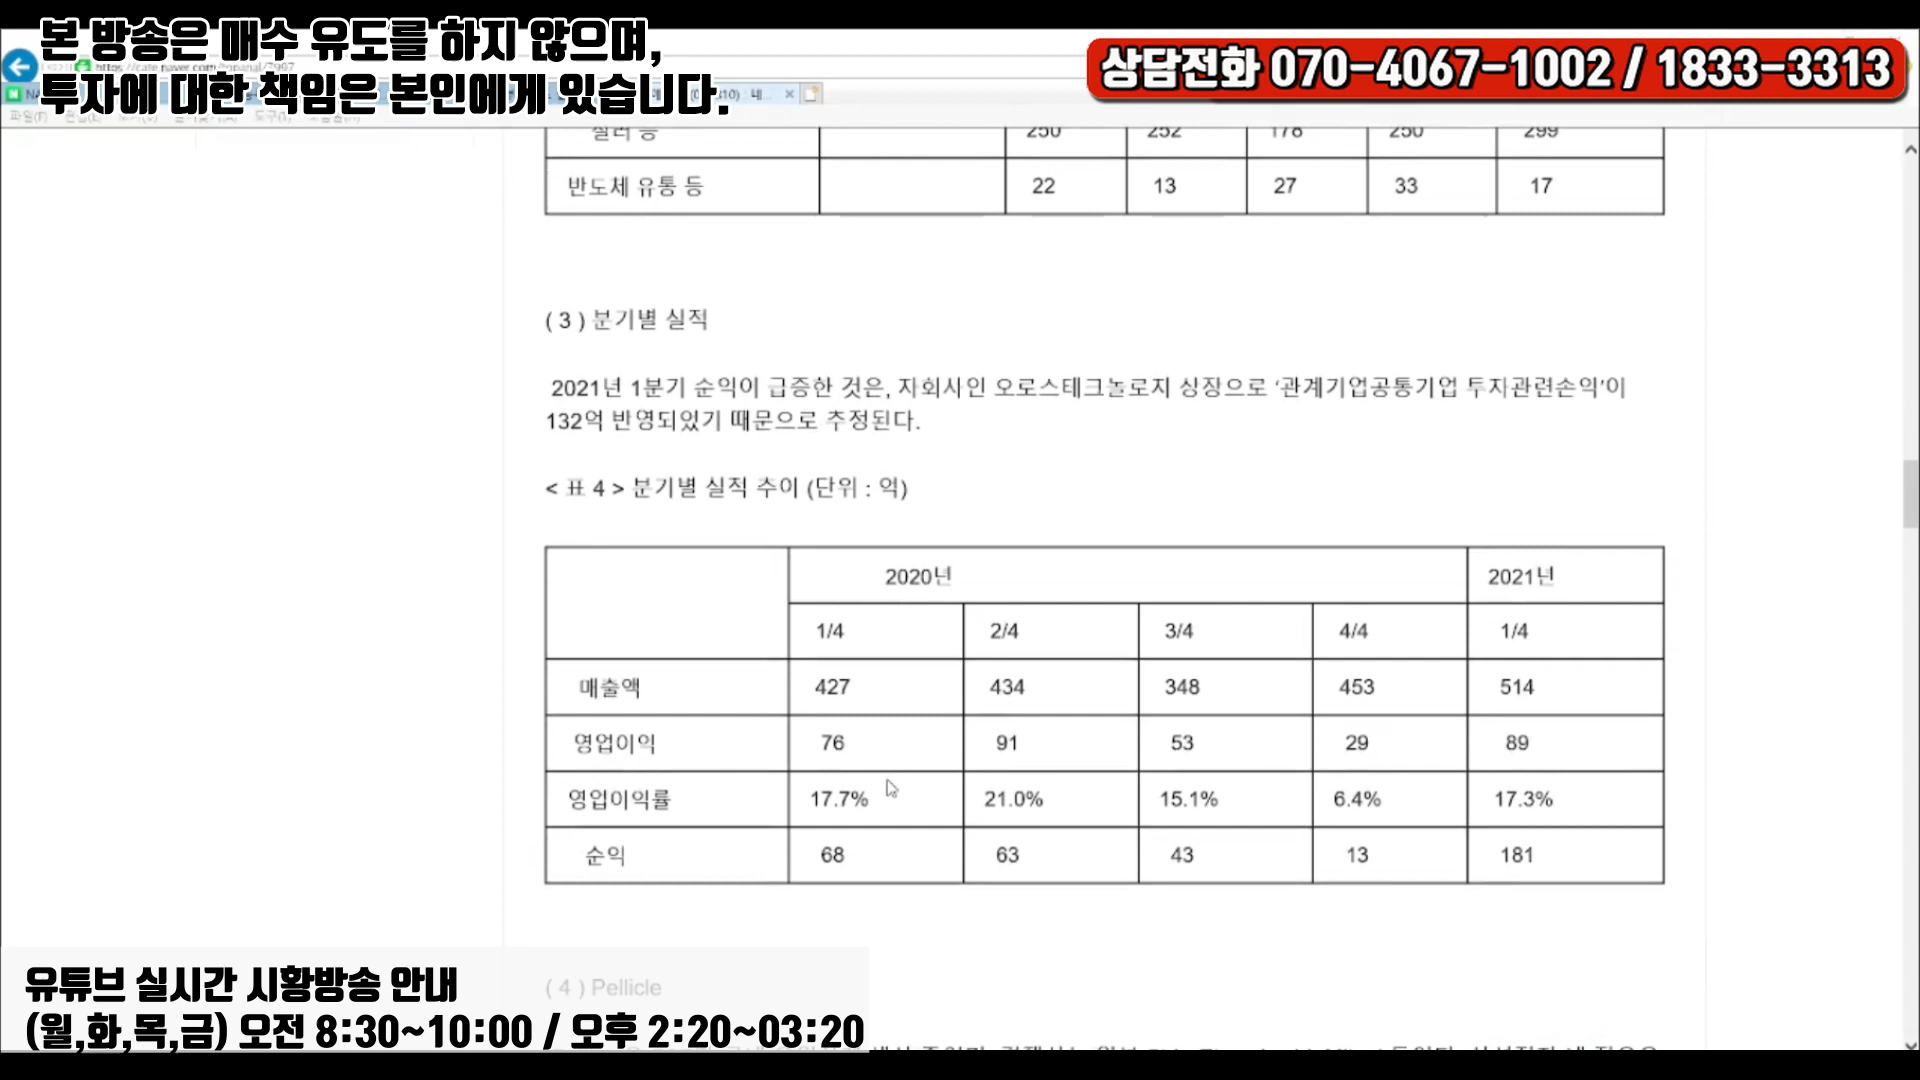 본 방송은 매수 유도를 하지 않으며,
투자에 대한 책임은 본인에게 있습니다.
상담전화 070-4067-1002 / 1833-3313
칠러 등 250 252 178 250 299
반도체 유통 등 22 13 27 33 17
( 3 ) 분기별 실적
2021년 1분기 순익이 급증한 것은, 자회사인 오로스테크놀로지 상장으로 ‘관계기업공통기업 투자관련손익’이
132억 반영되었기 때문으로 추정된다.
< 표 4 > 분기별 실적 추이 (단위 : 억)
2020년 2021년
1/4 2/4 3/4 4/4 1/4
매출액 427 434 348 453 514
영업이익 76 91 53 29 89
영업이익률 17.7% 21.0% 15.1% 6.4% 17.3%
순익 68 63 43 13 181
( 4 ) Pellicle
유튜브 실시간 시황방송 안내
(월,화,목,금) 오전 8:30~10:00 / 오후 2:20~03:20